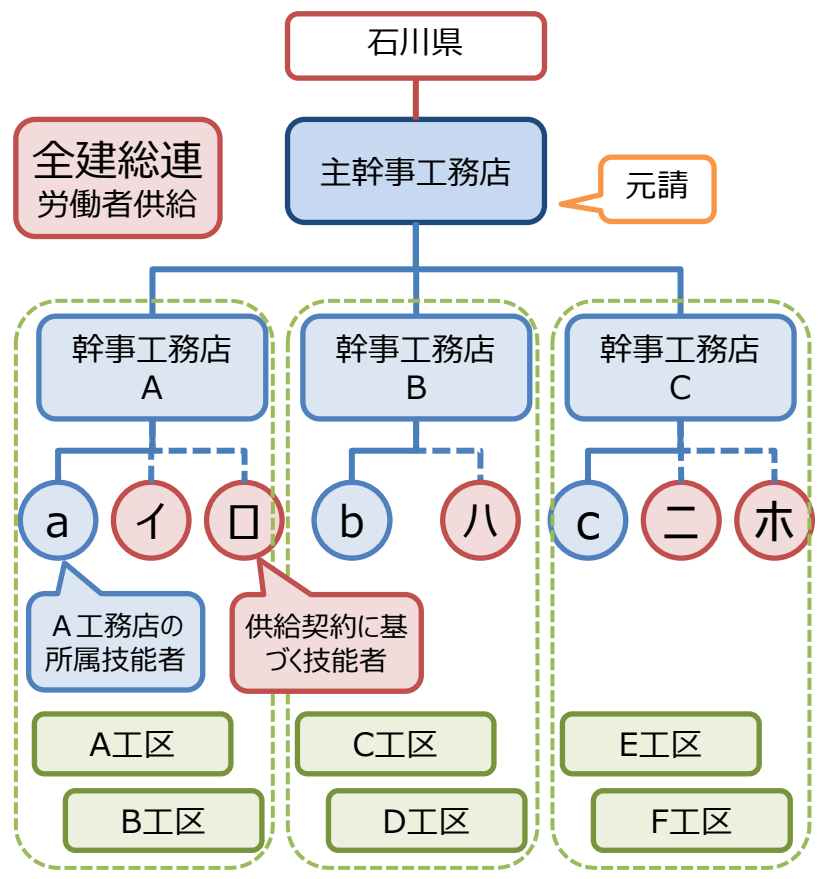 石川県
全建総連
労働者供給
主幹事工務店
元請
幹事工務店
A
幹事工務店
B
幹事工務店
C
a
イ
ロ
b
ハ
c
ニ
ホ
A工務店の
所属技能者
供給契約に基
づく技能者
A工区
C工区
E工区
B工区
D工区
F工区